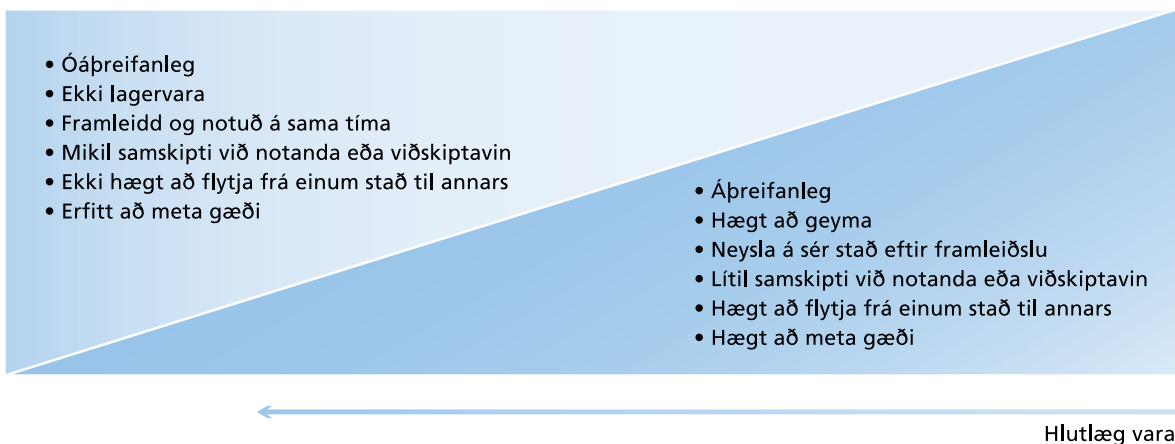 • Óáþreifanleg
• Ekki lagervara
• Framleidd og notuð á sama tíma
• Mikil samskipti við notanda eða viðskiptavin
• Ekki hægt að flytja frá einum stað til annars
• Erfitt að meta gæði
• Áþreifanleg
• Hægt að geyma
• Neysla á sér stað eftir framleiðslu
• Lítil samskipti við notanda eða viðskiptavin
• Hægt að flytja frá einum stað til annars
• Hægt að meta gæði
Hlutlæg vara